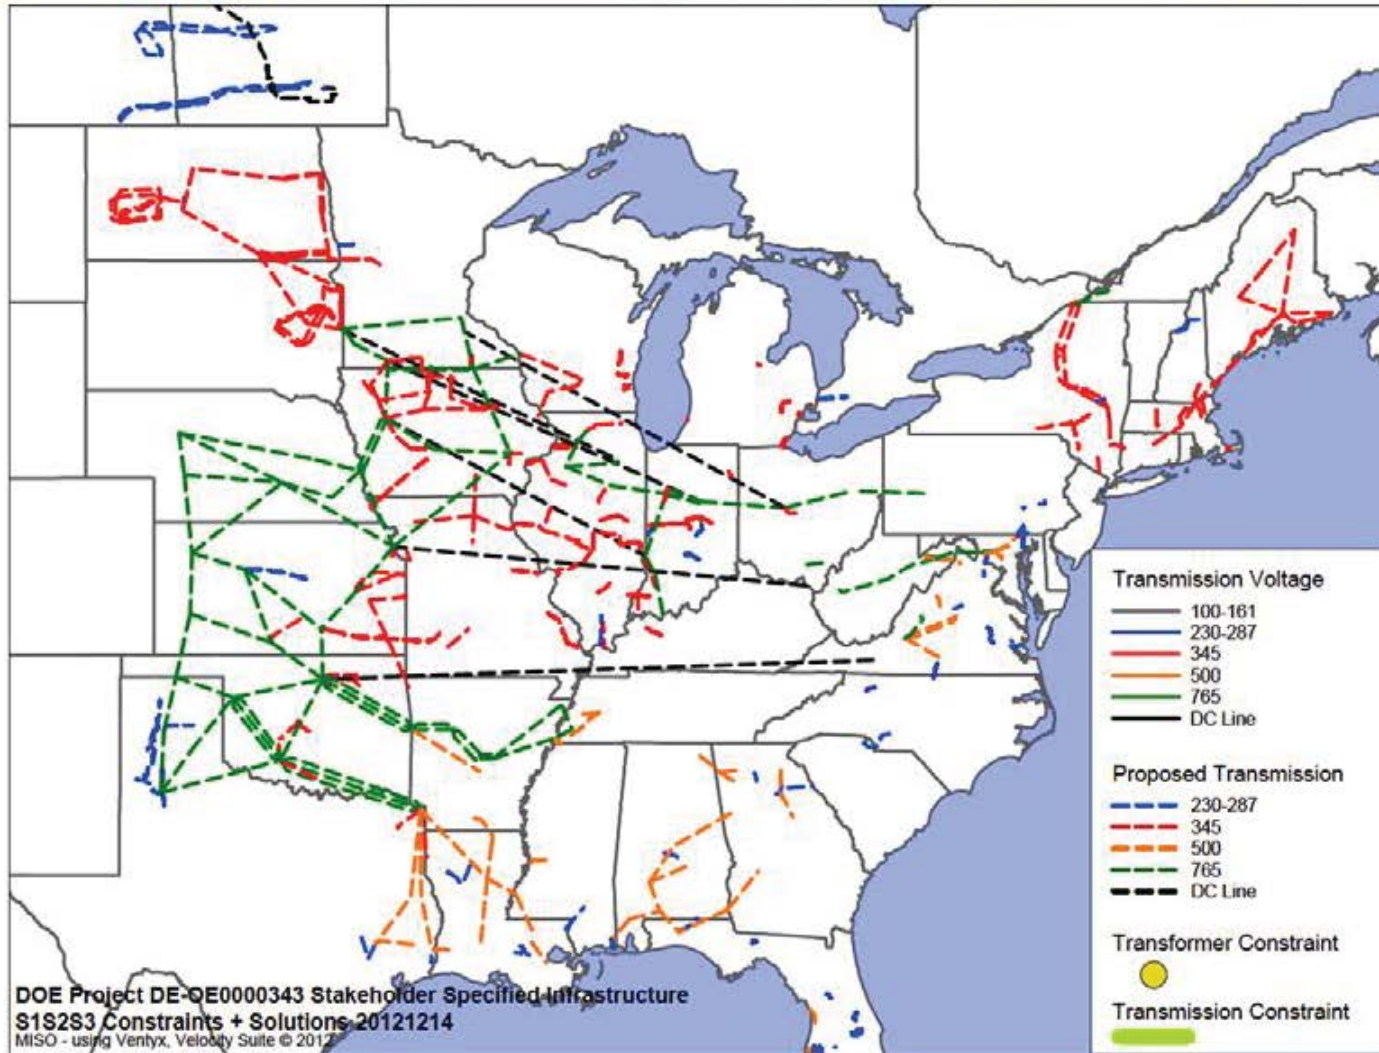 Transmission Voltage
100-161
230-287
345
500
765
DC Line
Proposed Transmission
230-287
345
500
765
DC Line
Transformer Constraint
Transmission Constraint
DOE Project DE-OE0000343 Stakeholder Specified Infrastructure
S1S2S3 Constraints + Solutions 20121214
MISO - using Ventyx, Velocity Suite © 2012